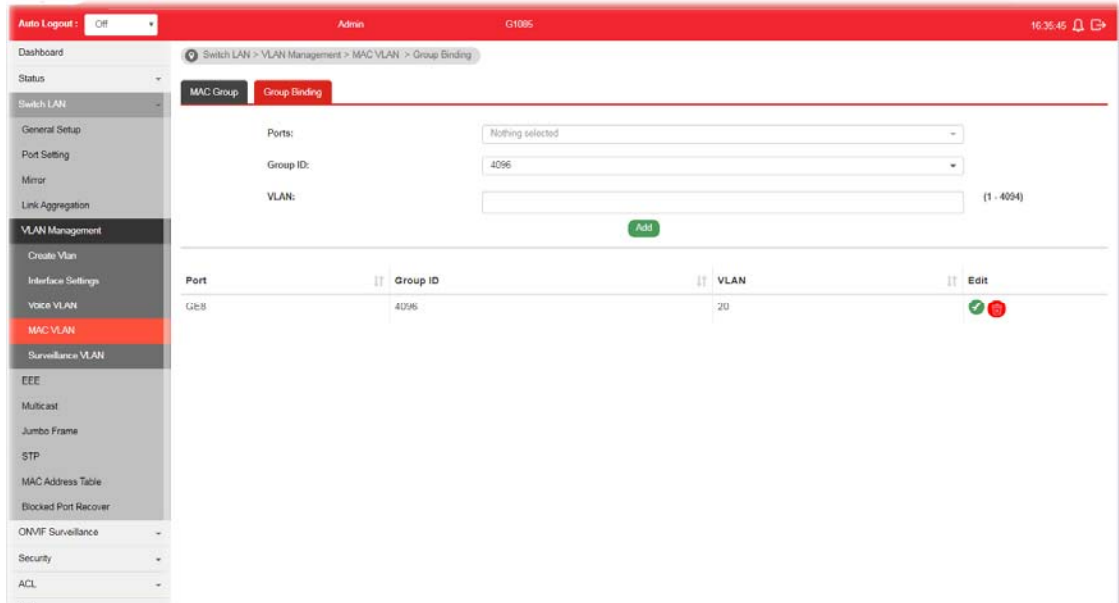 Auto Logout : Off Admin G1085 16:35:45
Dashboard
Switch LAN > VLAN Management > MAC VLAN > Group Binding
Status
MAC Group Group Binding
Switch LAN
General Setup
Ports: Nothing selected
Port Setting
Group ID: 4096
Mirror
VLAN: (1 - 4094)
Link Aggregation
Add
VLAN Management
Create Vlan
Interface Settings
Port Group ID VLAN Edit
Voice VLAN
GE8 4096 20
MAC VLAN
Surveillance VLAN
EEE
Multicast
Jumbo Frame
STP
MAC Address Table
Blocked Port Recover
ONVIF Surveillance
Security
ACL